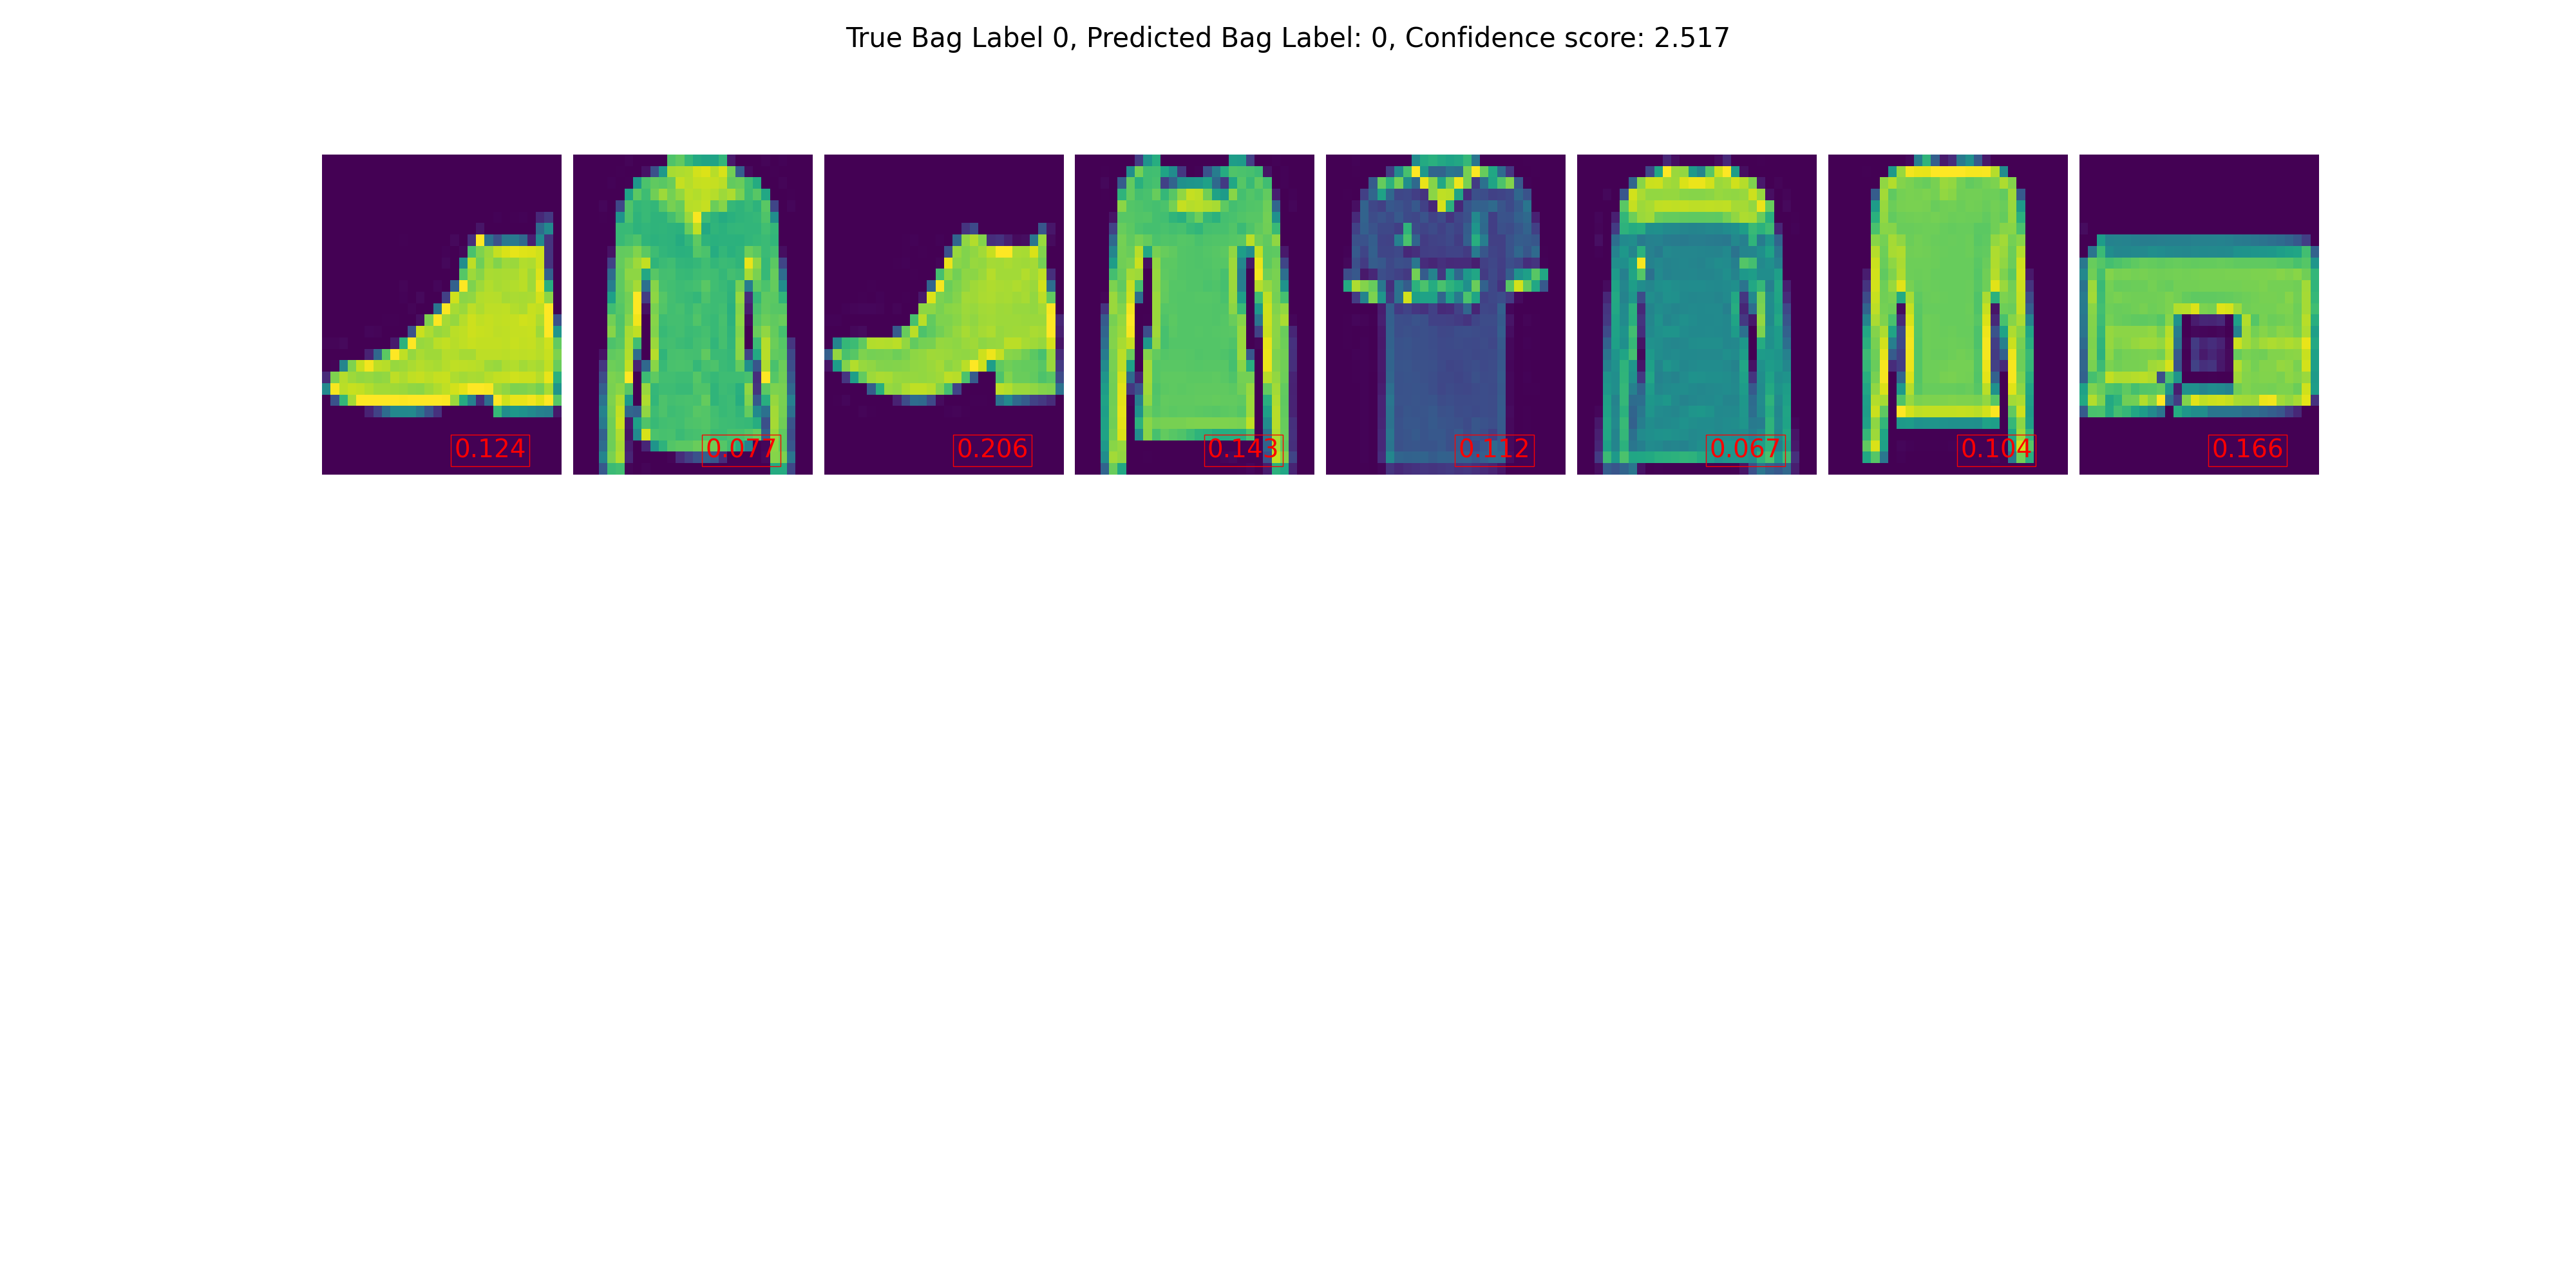 True Bag Label 0, Predicted Bag Label: 0, Confidence score: 2.517
0.124 0.077 0.206 0.143 0.112 0.067 0.104 0.166